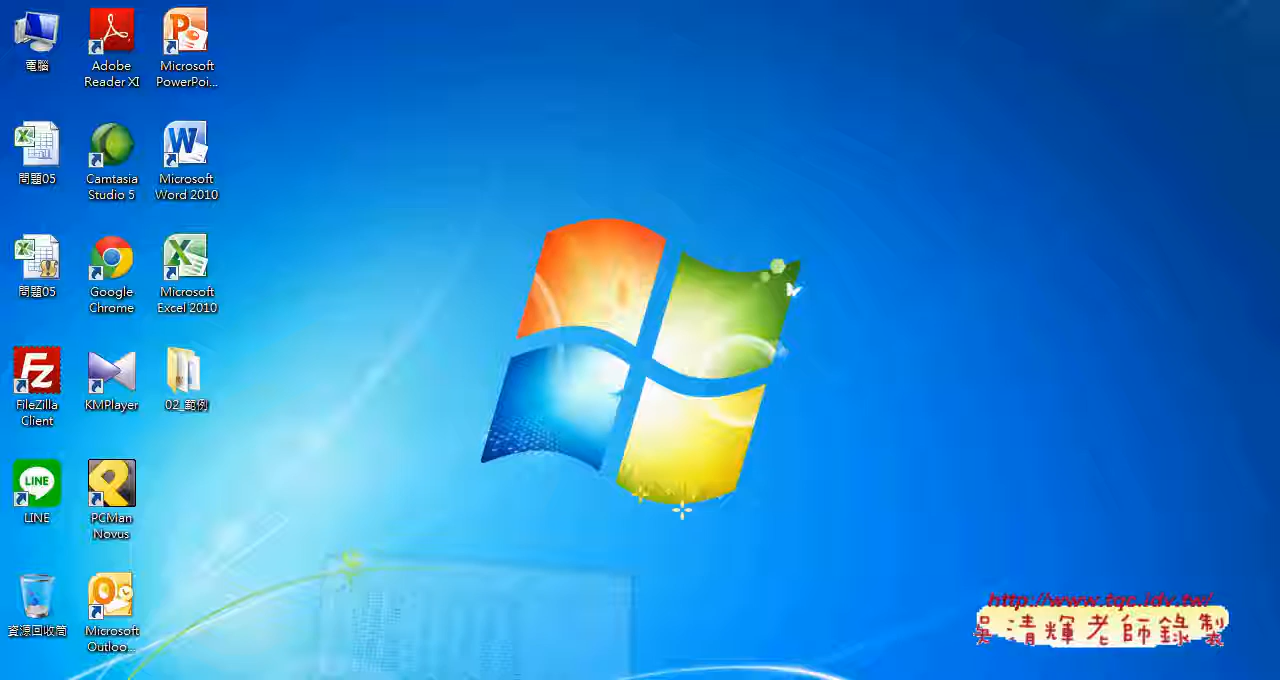 電腦
Adobe
Reader XI
Microsoft
PowerPoi...
問題05
Camtasia
Studio 5
Microsoft
Word 2010
問題05
Google
Chrome
Microsoft
Excel 2010
FileZilla
Client
KMPlayer
02_範例
LINE
LINE
PCMan
Novus
資源回收筒
Microsoft
Outloo...
http://www.tqc.idv.tw/
吳清輝老師錄製